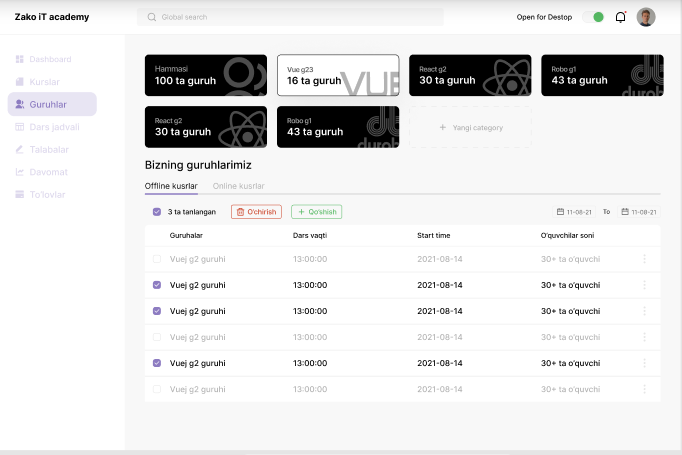 Zako iT academy
Global search
Open for Destop
Dashboard
Kurslar
Guruhlar
Dars jadvali
Talabalar
Davomat
To'lovlar
Hammasi
100 ta guruh
Vue g23
16 ta guruh
VUE
React g2
30 ta guruh
Robo g1
43 ta guruh
durob
React g2
30 ta guruh
Robo g1
43 ta guruh
durob
+ Yangi category
Bizning guruhlarimiz
Offline kusrlar
Online kusrlar
3 ta tanlangan
O'chirish
+ Qo'shish
11-08-21
To
11-08-21
Guruhalar Dars vaqti Start time O'quvchilar soni
Vuej g2 guruhi 13:00:00 2021-08-14 30+ ta o'quvchi
Vuej g2 guruhi 13:00:00 2021-08-14 30+ ta o'quvchi
Vuej g2 guruhi 13:00:00 2021-08-14 30+ ta o'quvchi
Vuej g2 guruhi 13:00:00 2021-08-14 30+ ta o'quvchi
Vuej g2 guruhi 13:00:00 2021-08-14 30+ ta o'quvchi
Vuej g2 guruhi 13:00:00 2021-08-14 30+ ta o'quvchi